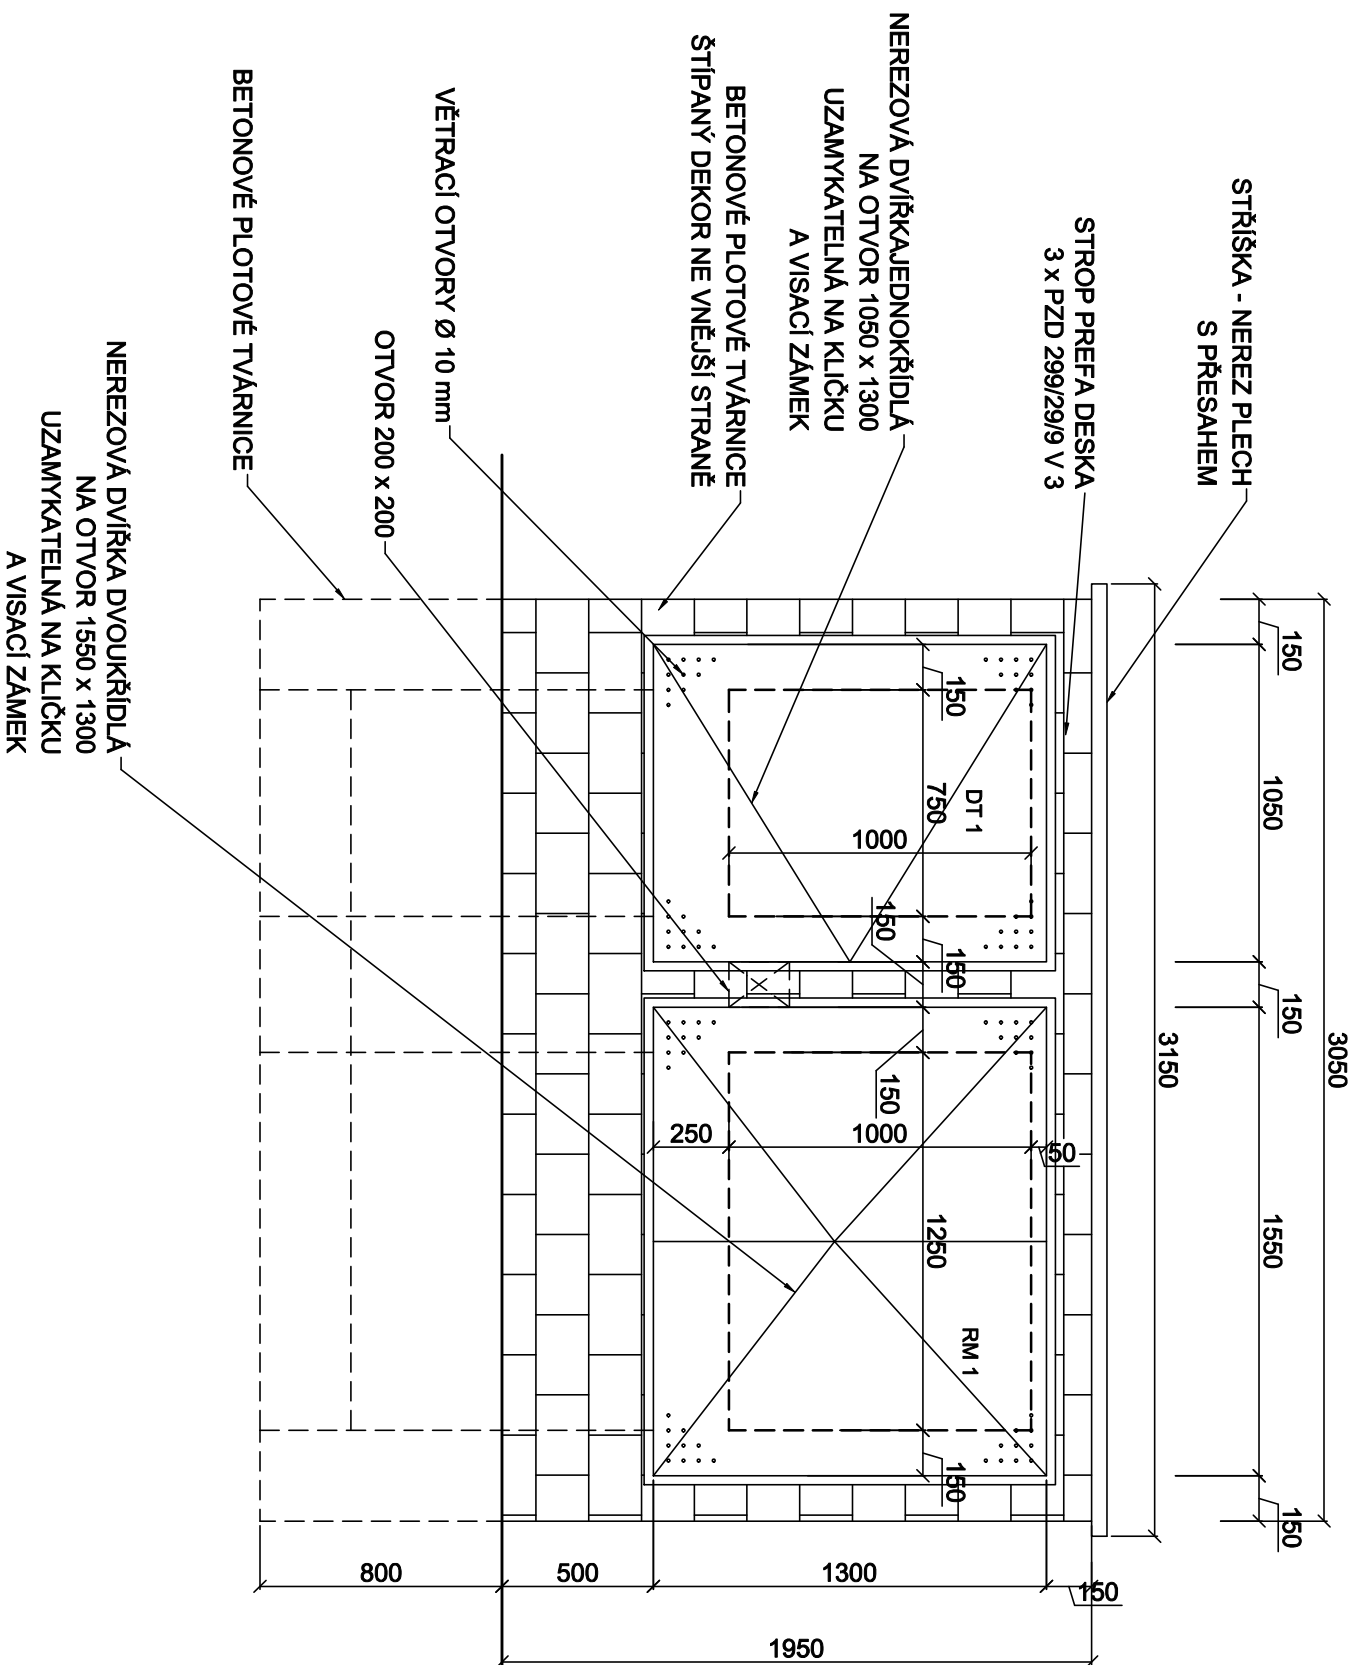 STŘÍŠKA - NEREZ PLECH
S PŘESAHEM
STROP PREFA DESKA
3 x PZD 299/29/9 V 3
NEREZOVÁ DVÍŘKAJEDNOKŘÍDLÁ
NA OTVOR 1050 x 1300
UZAMYKATELNÁ NA KLIČKU
A VISACÍ ZÁMEK
BETONOVÉ PLOTOVÉ TVÁRNICE
ŠTÍPANÝ DEKOR NE VNĚJŠÍ STRANĚ
VĚTRACÍ OTVORY Ø 10 mm
OTVOR 200 x 200
BETONOVÉ PLOTOVÉ TVÁRNICE
NEREZOVÁ DVÍŘKA DVOUKŘÍDLÁ
NA OTVOR 1550 x 1300
UZAMYKATELNÁ NA KLIČKU
A VISACÍ ZÁMEK
3050
150
1050
150
1550
150
3150
DT 1
RM 1
150
750
150
150
150
1250
150
1000
250
1000
50
800
500
1300
150
1950